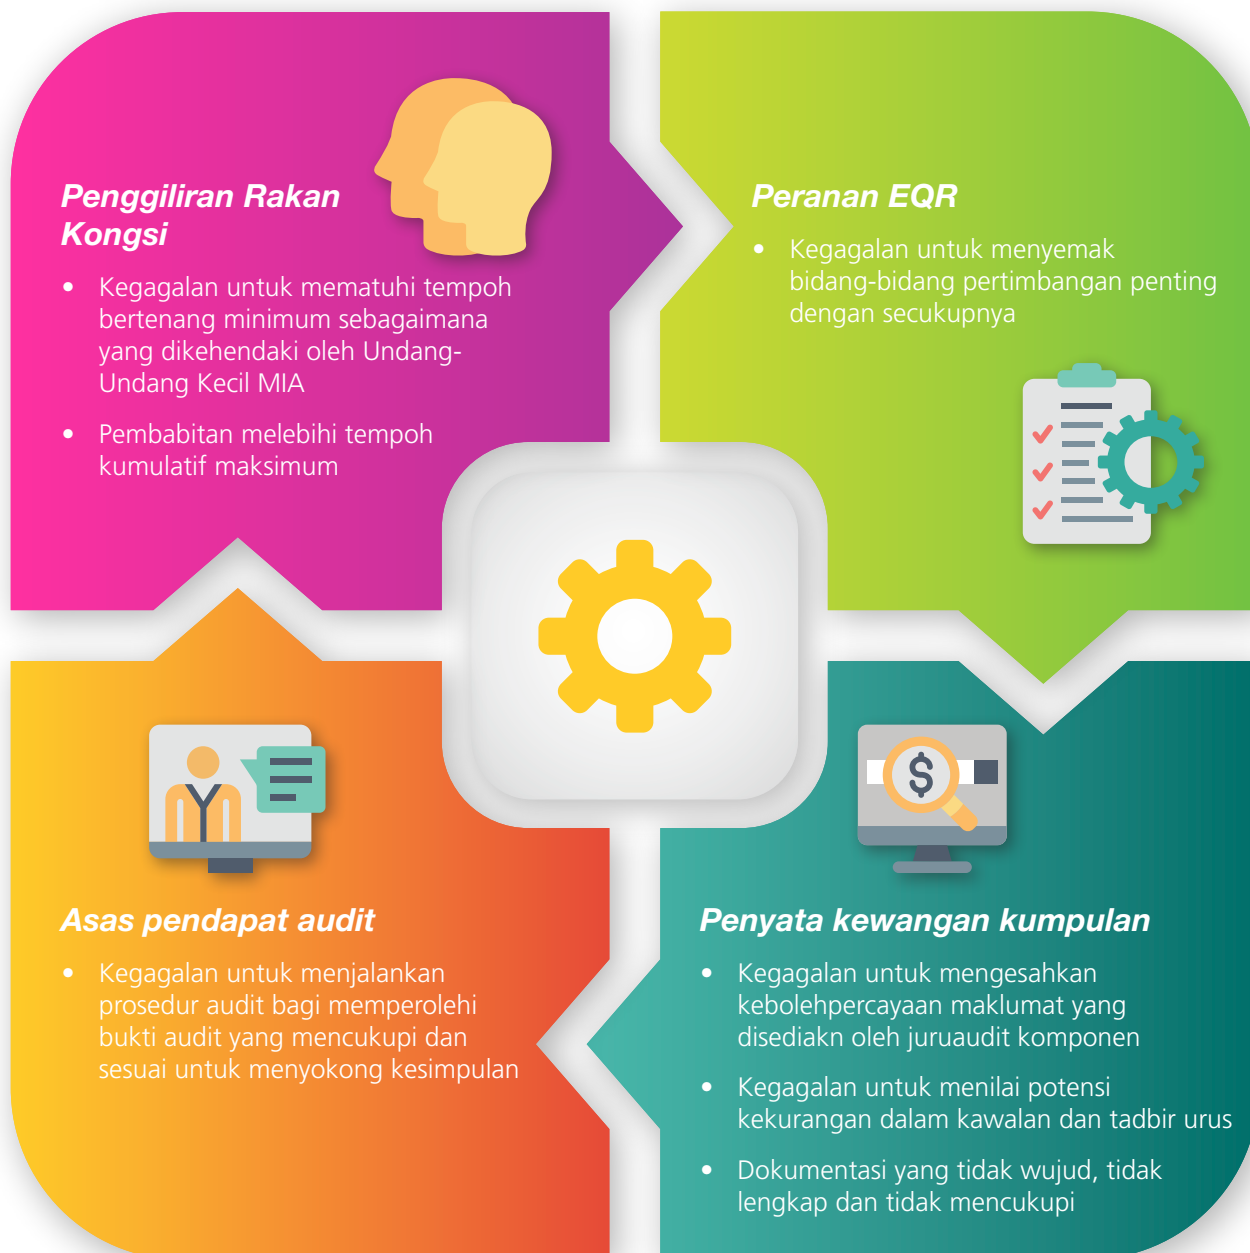 Penggiliran Rakan
Kongsi
• Kegagalan untuk mematuhi tempoh
bertenang minimum sebagaimana
yang dikehendaki oleh Undang-
Undang Kecil MIA
• Pembabitan melebihi tempoh
kumulatif maksimum
Peranan EQR
• Kegagalan untuk menyemak
bidang-bidang pertimbangan penting
dengan secukupnya
Asas pendapat audit
• Kegagalan untuk menjalankan
prosedur audit bagi memperolehi
bukti audit yang mencukupi dan
sesuai untuk menyokong kesimpulan
Penyata kewangan kumpulan
• Kegagalan untuk mengesahkan
kebolehpercayaan maklumat yang
disediakn oleh juruaudit komponen
• Kegagalan untuk menilai potensi
kekurangan dalam kawalan dan tadbir urus
• Dokumentasi yang tidak wujud, tidak
lengkap dan tidak mencukupi